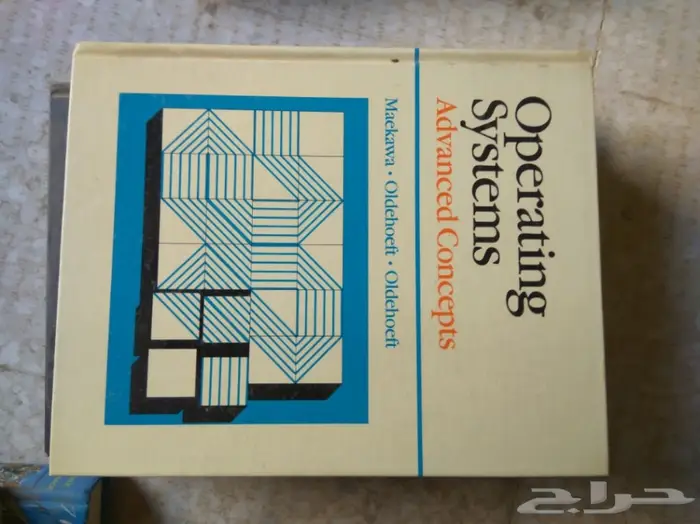 Operating
Systems
Advanced Concepts
Maekawa · Oldehoeft · Oldehoeft
حراج